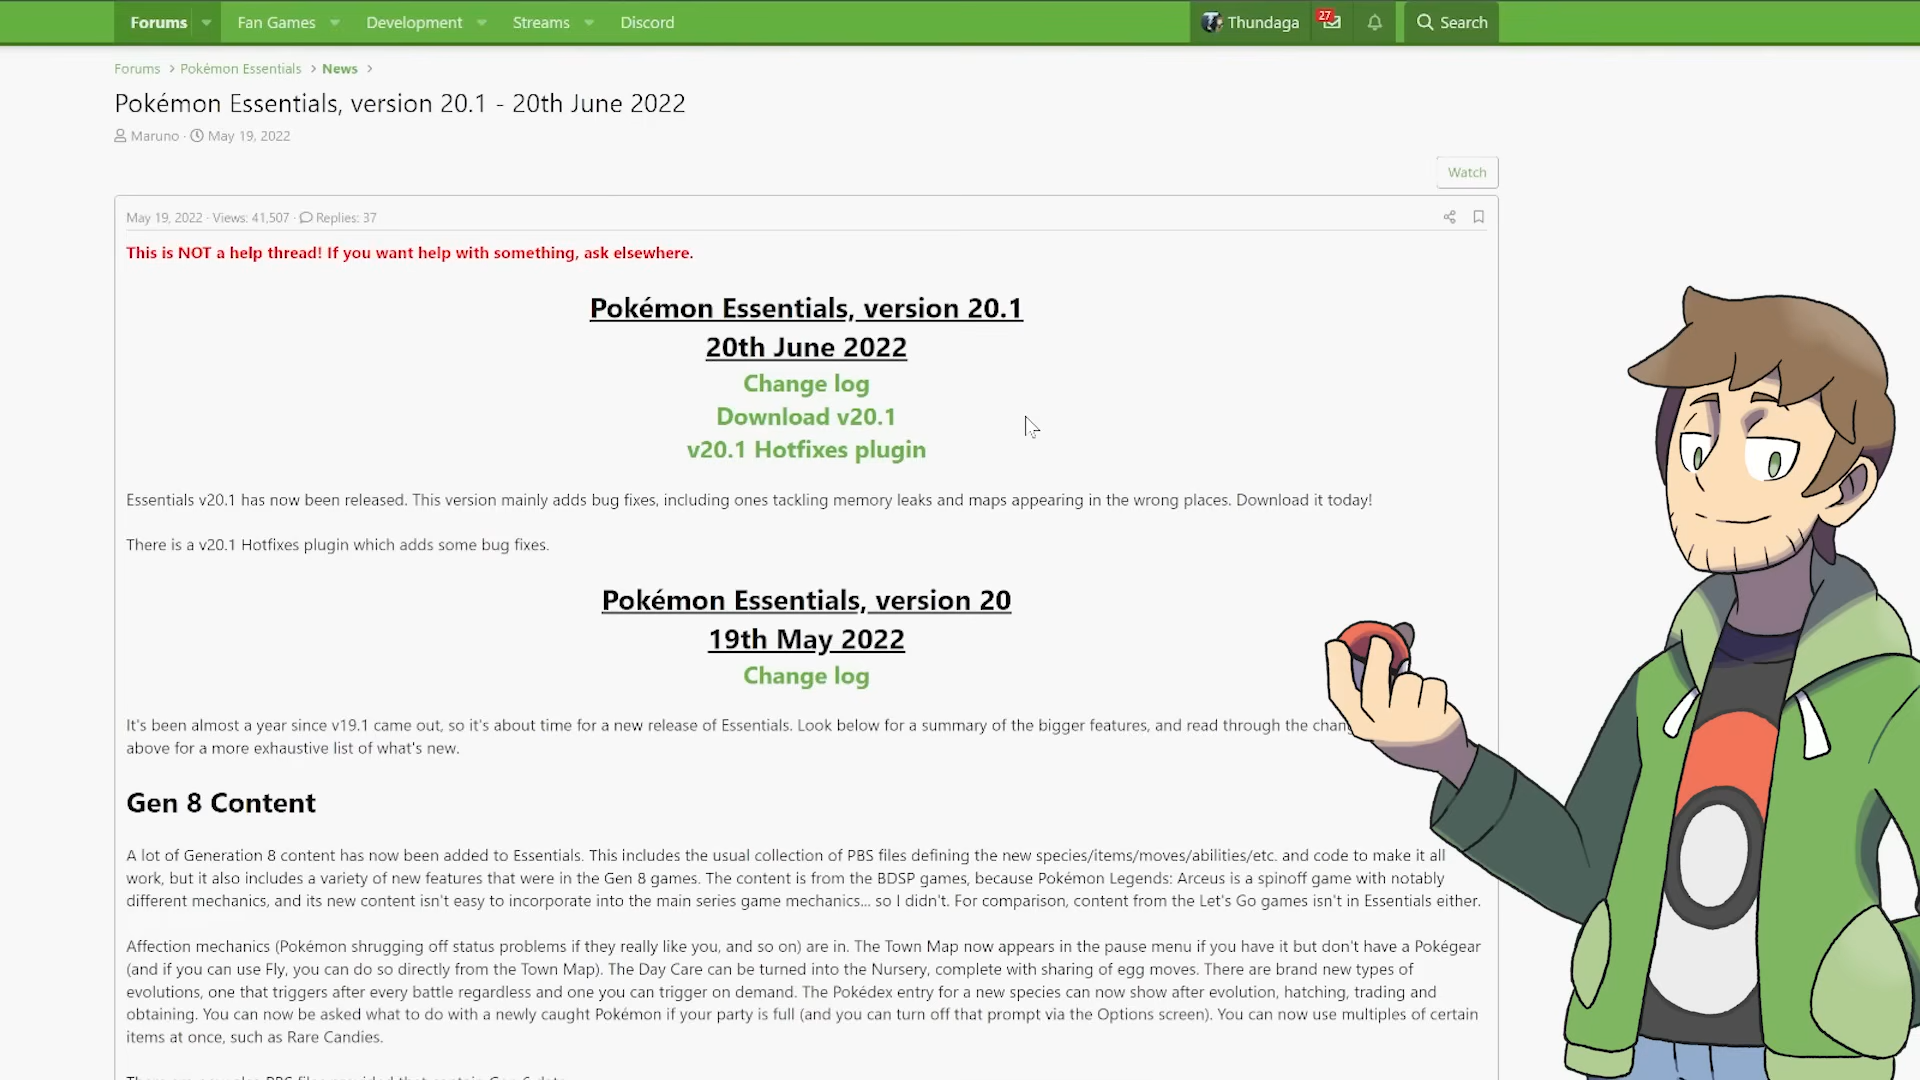 Forums Fan Games Development Streams Discord Thundaga 27 Search
Forums > Pokémon Essentials > News >
Pokémon Essentials, version 20.1 - 20th June 2022
Maruno · May 19, 2022
Watch
May 19, 2022 · Views: 41,507 · Replies: 37
This is NOT a help thread! If you want help with something, ask elsewhere.
Pokémon Essentials, version 20.1
20th June 2022
Change log
Download v20.1
v20.1 Hotfixes plugin
Essentials v20.1 has now been released. This version mainly adds bug fixes, including ones tackling memory leaks and maps appearing in the wrong places. Download it today!
There is a v20.1 Hotfixes plugin which adds some bug fixes.
Pokémon Essentials, version 20
19th May 2022
Change log
It's been almost a year since v19.1 came out, so it's about time for a new release of Essentials. Look below for a summary of the bigger features, and read through the
above for a more exhaustive list of what's new.
Gen 8 Content
A lot of Generation 8 content has now been added to Essentials. This includes the usual collection of PBS files defining the new species/items/moves/abilities/etc. and code to make it all
work, but it also includes a variety of new features that were in the Gen 8 games. The content is from the BDSP games, because Pokémon Legends: Arceus is a spinoff game with notably
different mechanics, and its new content isn't easy to incorporate into the main series game mechanics... so I didn't. For comparison, content from the Let's Go games isn't in Essentials either.
Affection mechanics (Pokémon shrugging off status problems if they really like you, and so on) are in. The Town Map now appears in the pause menu if you have it but don't have a Pokégear
(and if you can use Fly, you can do so directly from the Town Map). The Day Care can be turned into the Nursery, complete with sharing of egg moves. There are brand new types of
evolutions, one that triggers after every battle regardless and one you can trigger on demand. The Pokédex entry for a new species can now show after evolution, hatching, trading and
obtaining. You can now be asked what to do with a newly caught Pokémon if your party is full (and you can turn off that prompt via the Options screen). You can now use multiples of certain
items at once, such as Rare Candies.